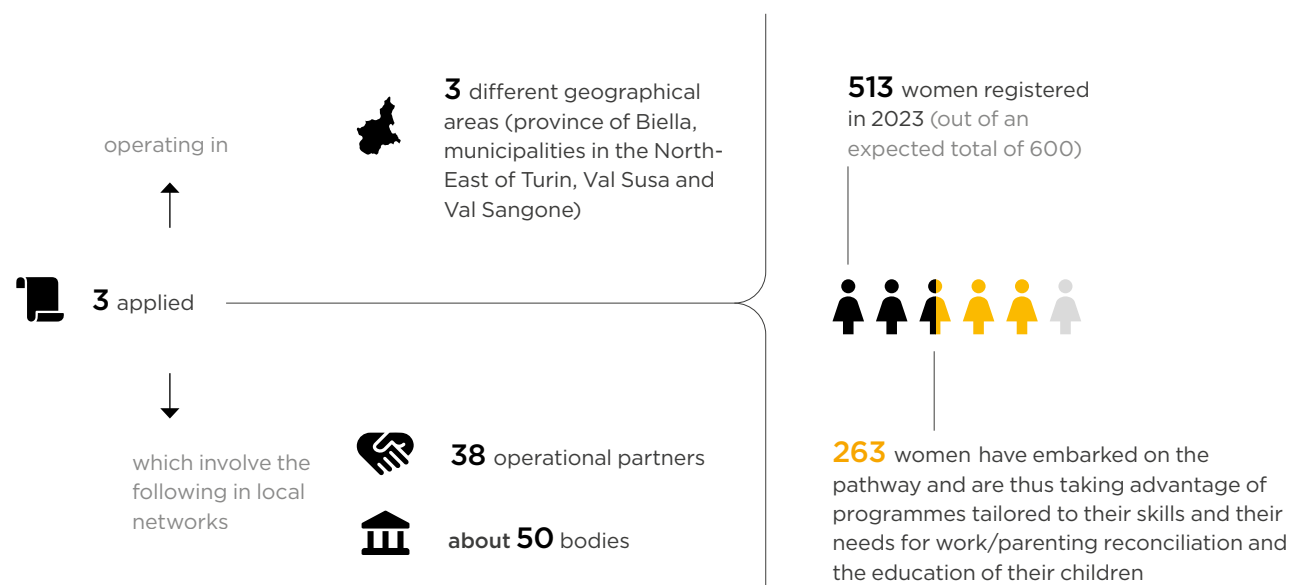 operating in
3 different geographical
areas (province of Biella,
municipalities in the North-
East of Turin, Val Susa and
Val Sangone)
3 applied
which involve the
following in local
networks
38 operational partners
about 50 bodies
513 women registered
in 2023 (out of an
expected total of 600)
263 women have embarked on the
pathway and are thus taking advantage of
programmes tailored to their skills and their
needs for work/parenting reconciliation and
the education of their children